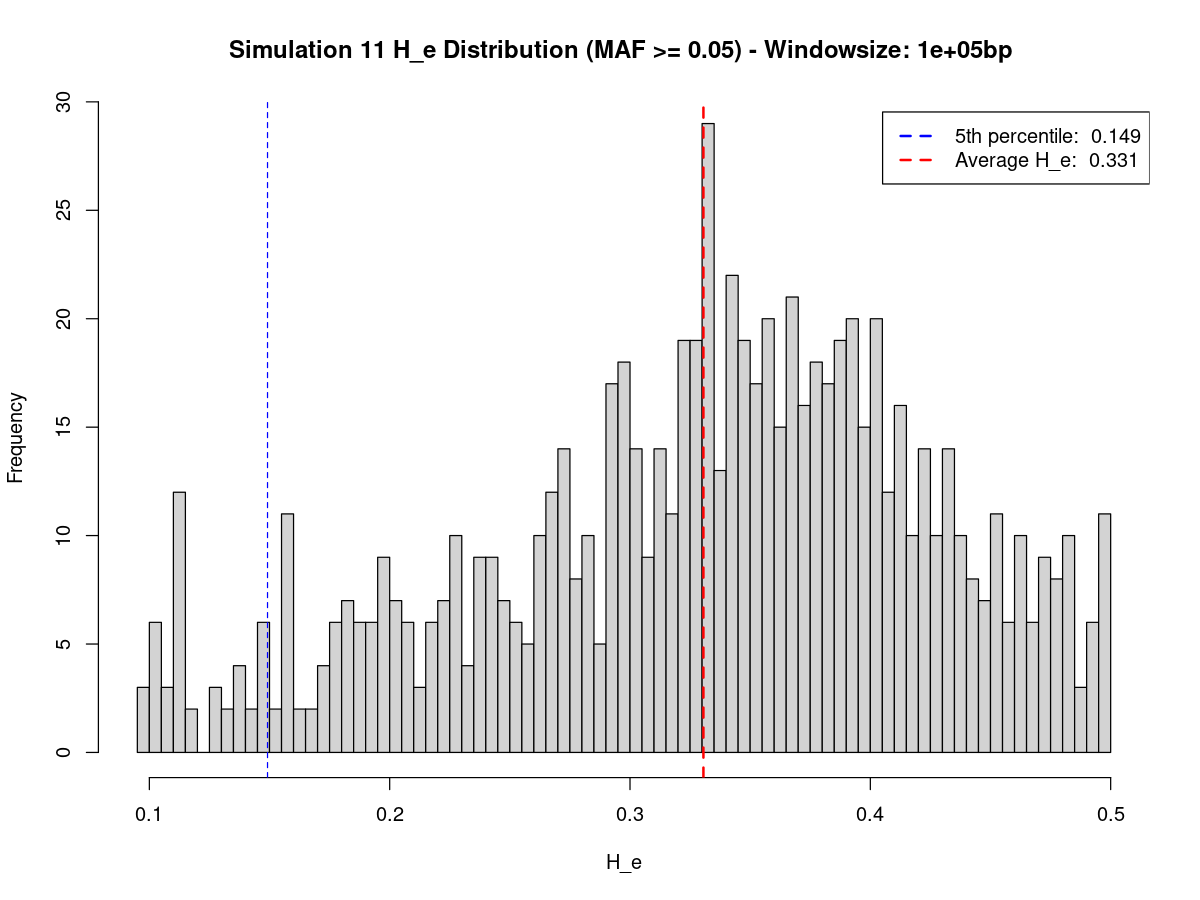 Simulation 11 H_e Distribution (MAF >= 0.05) - Windowsize: 1e+05bp
5th percentile: 0.149
Average H_e: 0.331
Frequency
30
25
20
15
10
5
0
0.1 0.2 0.3 0.4 0.5
H_e